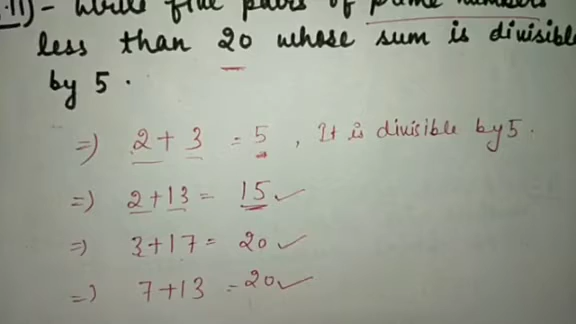 11)- Write five pairs of prime numbers
less than 20 whose sum is divisible
by 5.
=) 2 + 3 = 5, It is divisible by 5.
=) 2 + 13 = 15 ✓
=) 3 + 17 = 20 ✓
=) 7 + 13 = 20 ✓